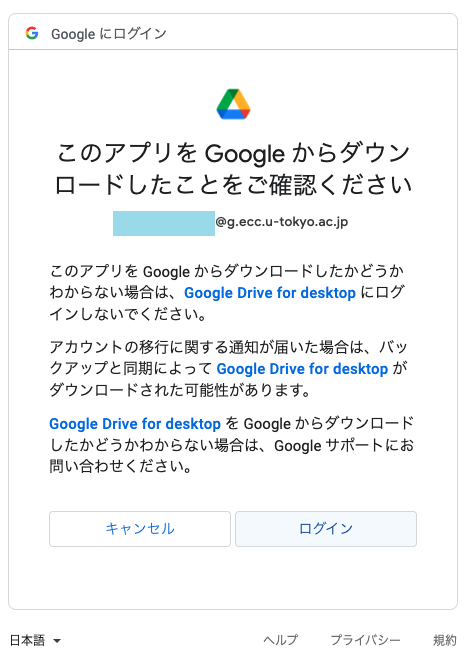 Google にログイン
このアプリを Google からダウン
ロードしたことをご確認ください
@g.ecc.u-tokyo.ac.jp
このアプリを Google からダウンロードしたかどうか
わからない場合は、Google Drive for desktop にログ
インしないでください。
アカウントの移行に関する通知が届いた場合は、バッ
クアップと同期によって Google Drive for desktop が
ダウンロードされた可能性があります。
Google Drive for desktop を Google からダウンロード
したかどうかわからない場合は、Google サポートにお
問い合わせください。
キャンセル ログイン
日本語 ヘルプ プライバシー 規約